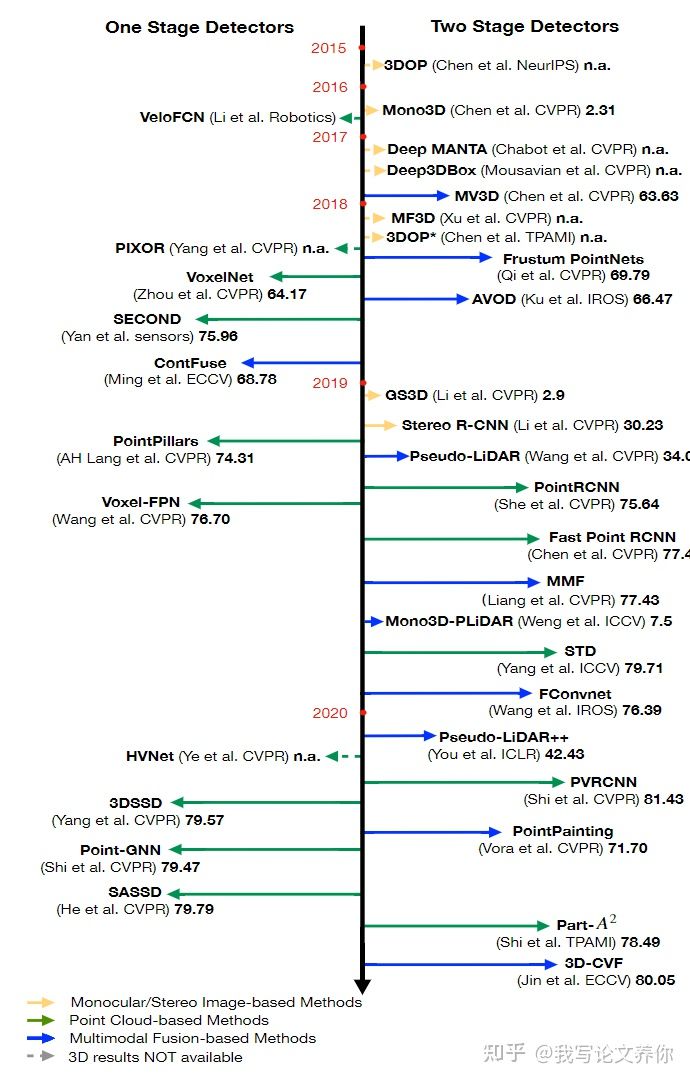 One Stage Detectors
Two Stage Detectors
2015
3DOP (Chen et al. NeurIPS) n.a.
2016
Mono3D (Chen et al. CVPR) 2.31
VeloFCN (Li et al. Robotics)
2017
Deep MANTA (Chabot et al. CVPR) n.a.
Deep3DBox (Mousavian et al. CVPR) n.a.
MV3D (Chen et al. CVPR) 63.63
2018
MF3D (Xu et al. CVPR) n.a.
3DOP* (Chen et al. TPAMI) n.a.
PIXOR (Yang et al. CVPR) n.a.
Frustum PointNets
(Qi et al. CVPR) 69.79
VoxelNet
(Zhou et al. CVPR) 64.17
AVOD (Ku et al. IROS) 66.47
SECOND
(Yan et al. sensors) 75.96
ContFuse
(Ming et al. ECCV) 68.78
2019
GS3D (Li et al. CVPR) 2.9
Stereo R-CNN (Li et al. CVPR) 30.23
PointPillars
(AH Lang et al. CVPR) 74.31
Pseudo-LiDAR (Wang et al. CVPR) 34.0
PointRCNN
(She et al. CVPR) 75.64
Voxel-FPN
(Wang et al. CVPR) 76.70
Fast Point RCNN
(Chen et al. CVPR) 77.4
MMF
(Liang et al. CVPR) 77.43
Mono3D-PLiDAR (Weng et al. ICCV) 7.5
STD
(Yang et al. ICCV) 79.71
FConvnet
(Wang et al. IROS) 76.39
2020
Pseudo-LiDAR++
(You et al. ICLR) 42.43
HVNet (Ye et al. CVPR) n.a.
PVRCNN
(Shi et al. CVPR) 81.43
3DSSD
(Yang et al. CVPR) 79.57
PointPainting
(Vora et al. CVPR) 71.70
Point-GNN
(Shi et al. CVPR) 79.47
SASSD
(He et al. CVPR) 79.79
Part-A²
(Shi et al. TPAMI) 78.49
3D-CVF
(Jin et al. ECCV) 80.05
Monocular/Stereo Image-based Methods
Point Cloud-based Methods
Multimodal Fusion-based Methods
3D results NOT available
知乎 @我写论文养你